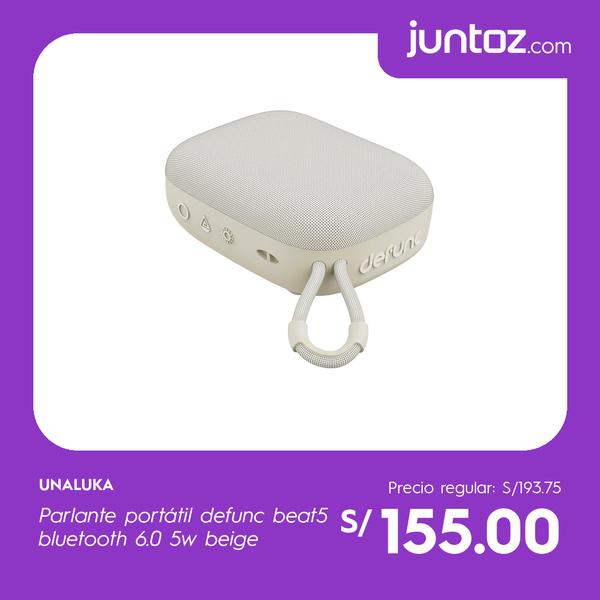 juntoz.com
defunc
UNALUKA
Parlante portátil defunc beat5
bluetooth 6.0 5w beige
Precio regular: S/193.75
S/155.00